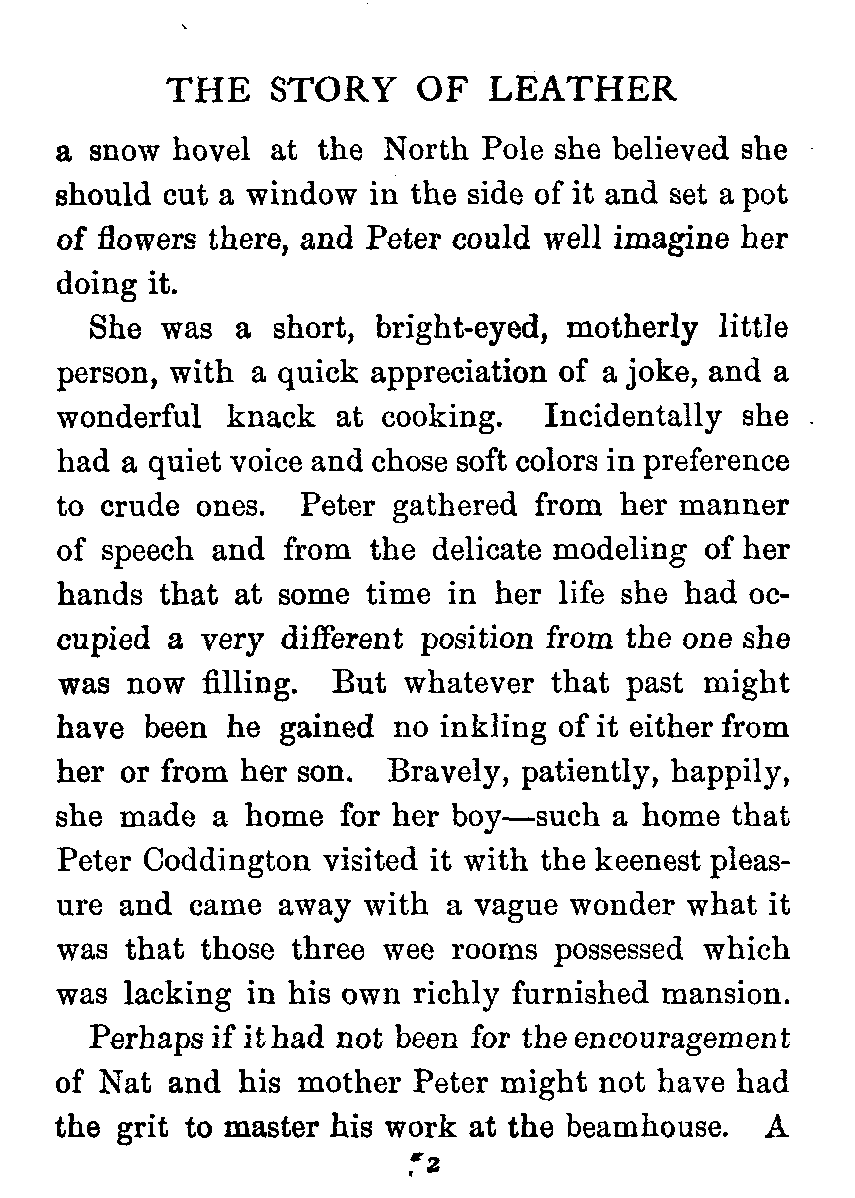 THE STORY OF LEATHER
a snow hovel at the North Pole she believed she
should cut a window in the side of it and set a pot
of flowers there, and Peter could well imagine her
doing it.
She was a short, bright-eyed, motherly little
person, with a quick appreciation of a joke, and a
wonderful knack at cooking. Incidentally she
had a quiet voice and chose soft colors in preference
to crude ones. Peter gathered from her manner
of speech and from the delicate modeling of her
hands that at some time in her life she had oc-
cupied a very different position from the one she
was now filling. But whatever that past might
have been he gained no inkling of it either from
her or from her son. Bravely, patiently, happily,
she made a home for her boy—such a home that
Peter Coddington visited it with the keenest pleas-
ure and came away with a vague wonder what it
was that those three wee rooms possessed which
was lacking in his own richly furnished mansion.
Perhaps if it had not been for the encouragement
of Nat and his mother Peter might not have had
the grit to master his work at the beamhouse. A